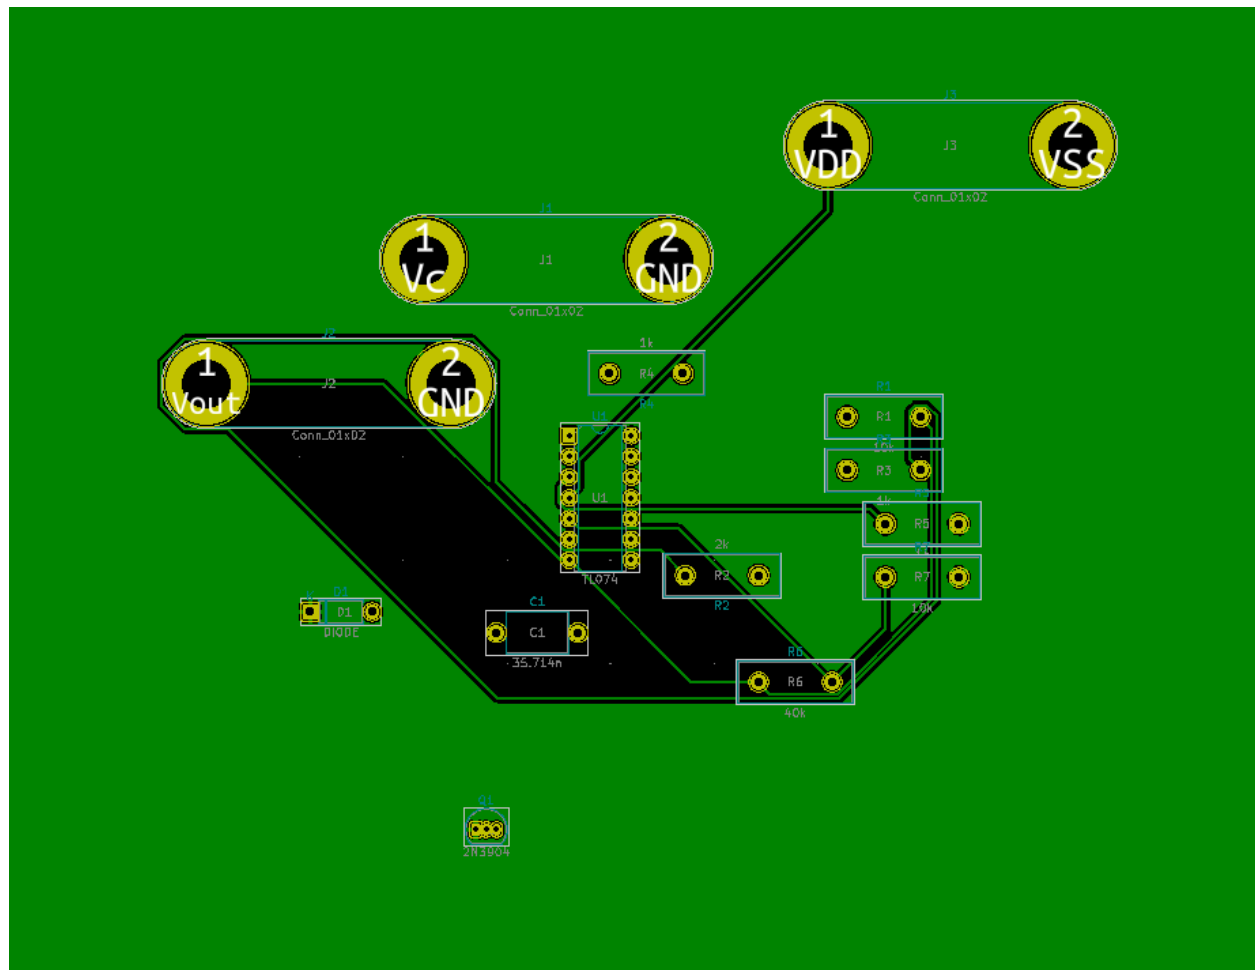 J3
1 2
VDD J3 VSS
Conn_01x02
J1
1 2
Vc J1 GND
Conn_01x02
J2
1 2
Vout J2 GND
Conn_01x02
1k
R4
R4
R1
R1
10k
R3
1k
U1
U1
TL074
R5
R7
10k
2k
R2
R2
D1
K
D1
DIODE
C1
C1
35.714n
R6
R6
40k
Q1
2N3904